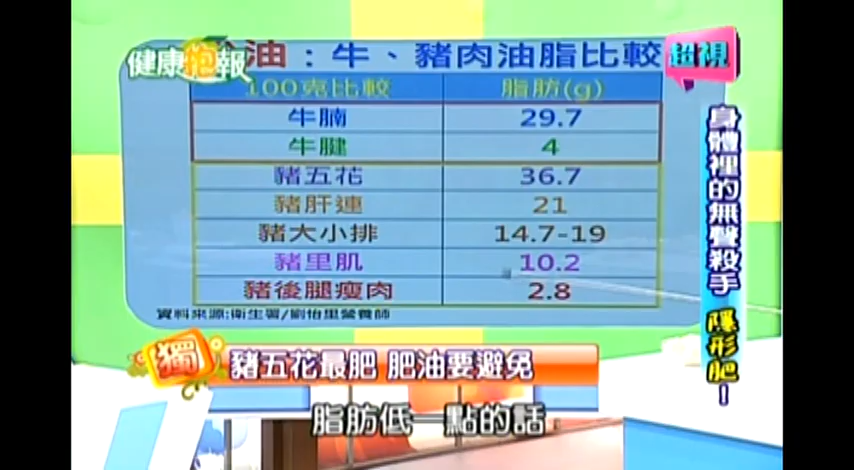 健康抱報
油：牛、豬肉油脂比較
超視
100克比較 脂肪(g)
牛腩 29.7
牛腱 4
豬五花 36.7
豬肝連 21
豬大小排 14.7-19
豬里肌 10.2
豬後腿瘦肉 2.8
資料來源:衛生署/劉怡里營養師
身體裡的無聲殺手 隱形肥！
獨
豬五花最肥 肥油要避免
脂肪低一點的話